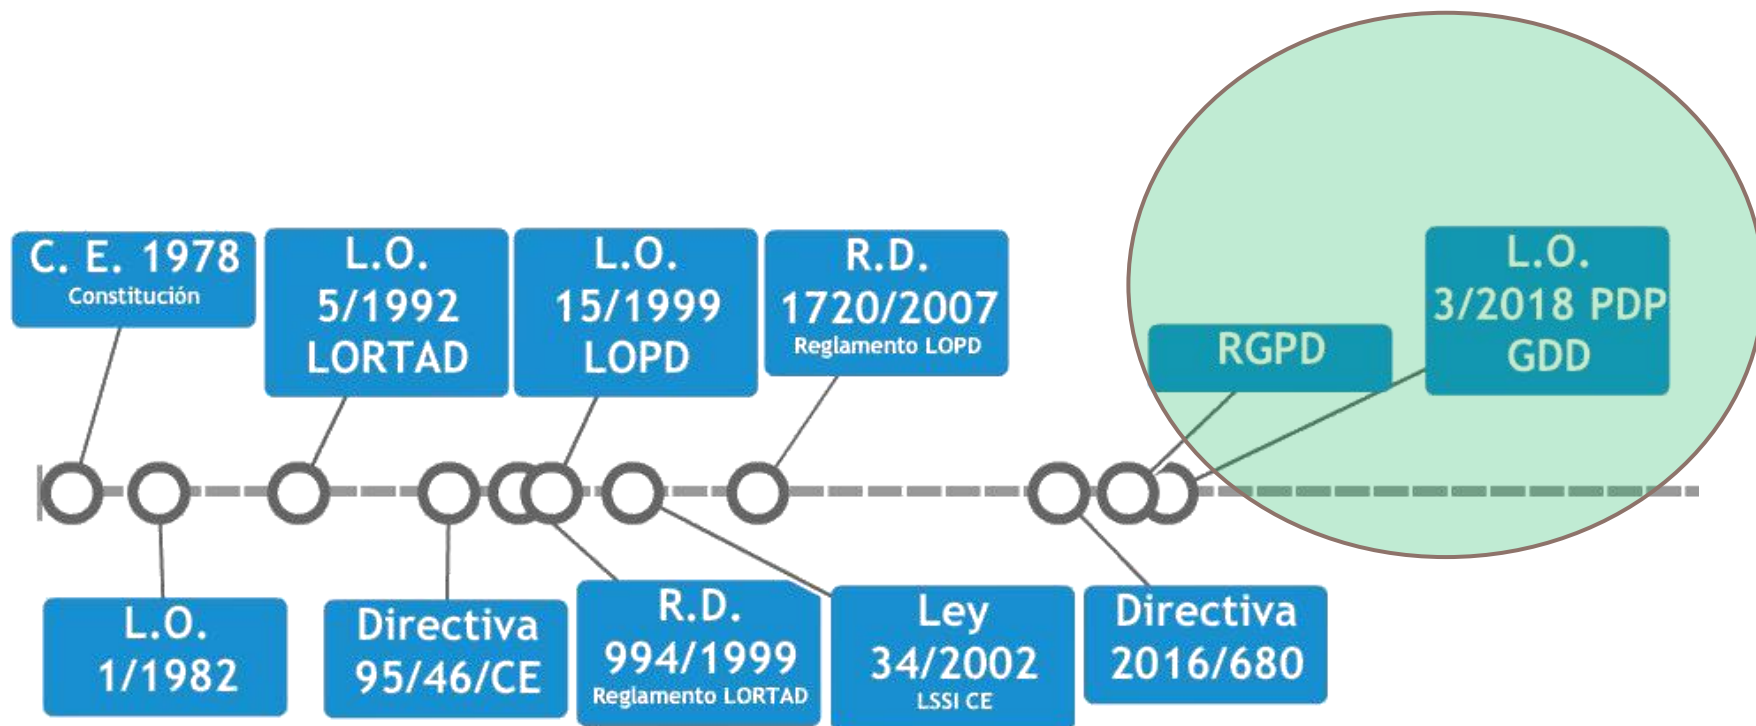 C. E. 1978
Constitución
L.O.
5/1992
LORTAD
L.O.
15/1999
LOPD
R.D.
1720/2007
Reglamento LOPD
RGPD
L.O.
3/2018 PDP
GDD
L.O.
1/1982
Directiva
95/46/CE
R.D.
994/1999
Reglamento LORTAD
Ley
34/2002
LSSI CE
Directiva
2016/680